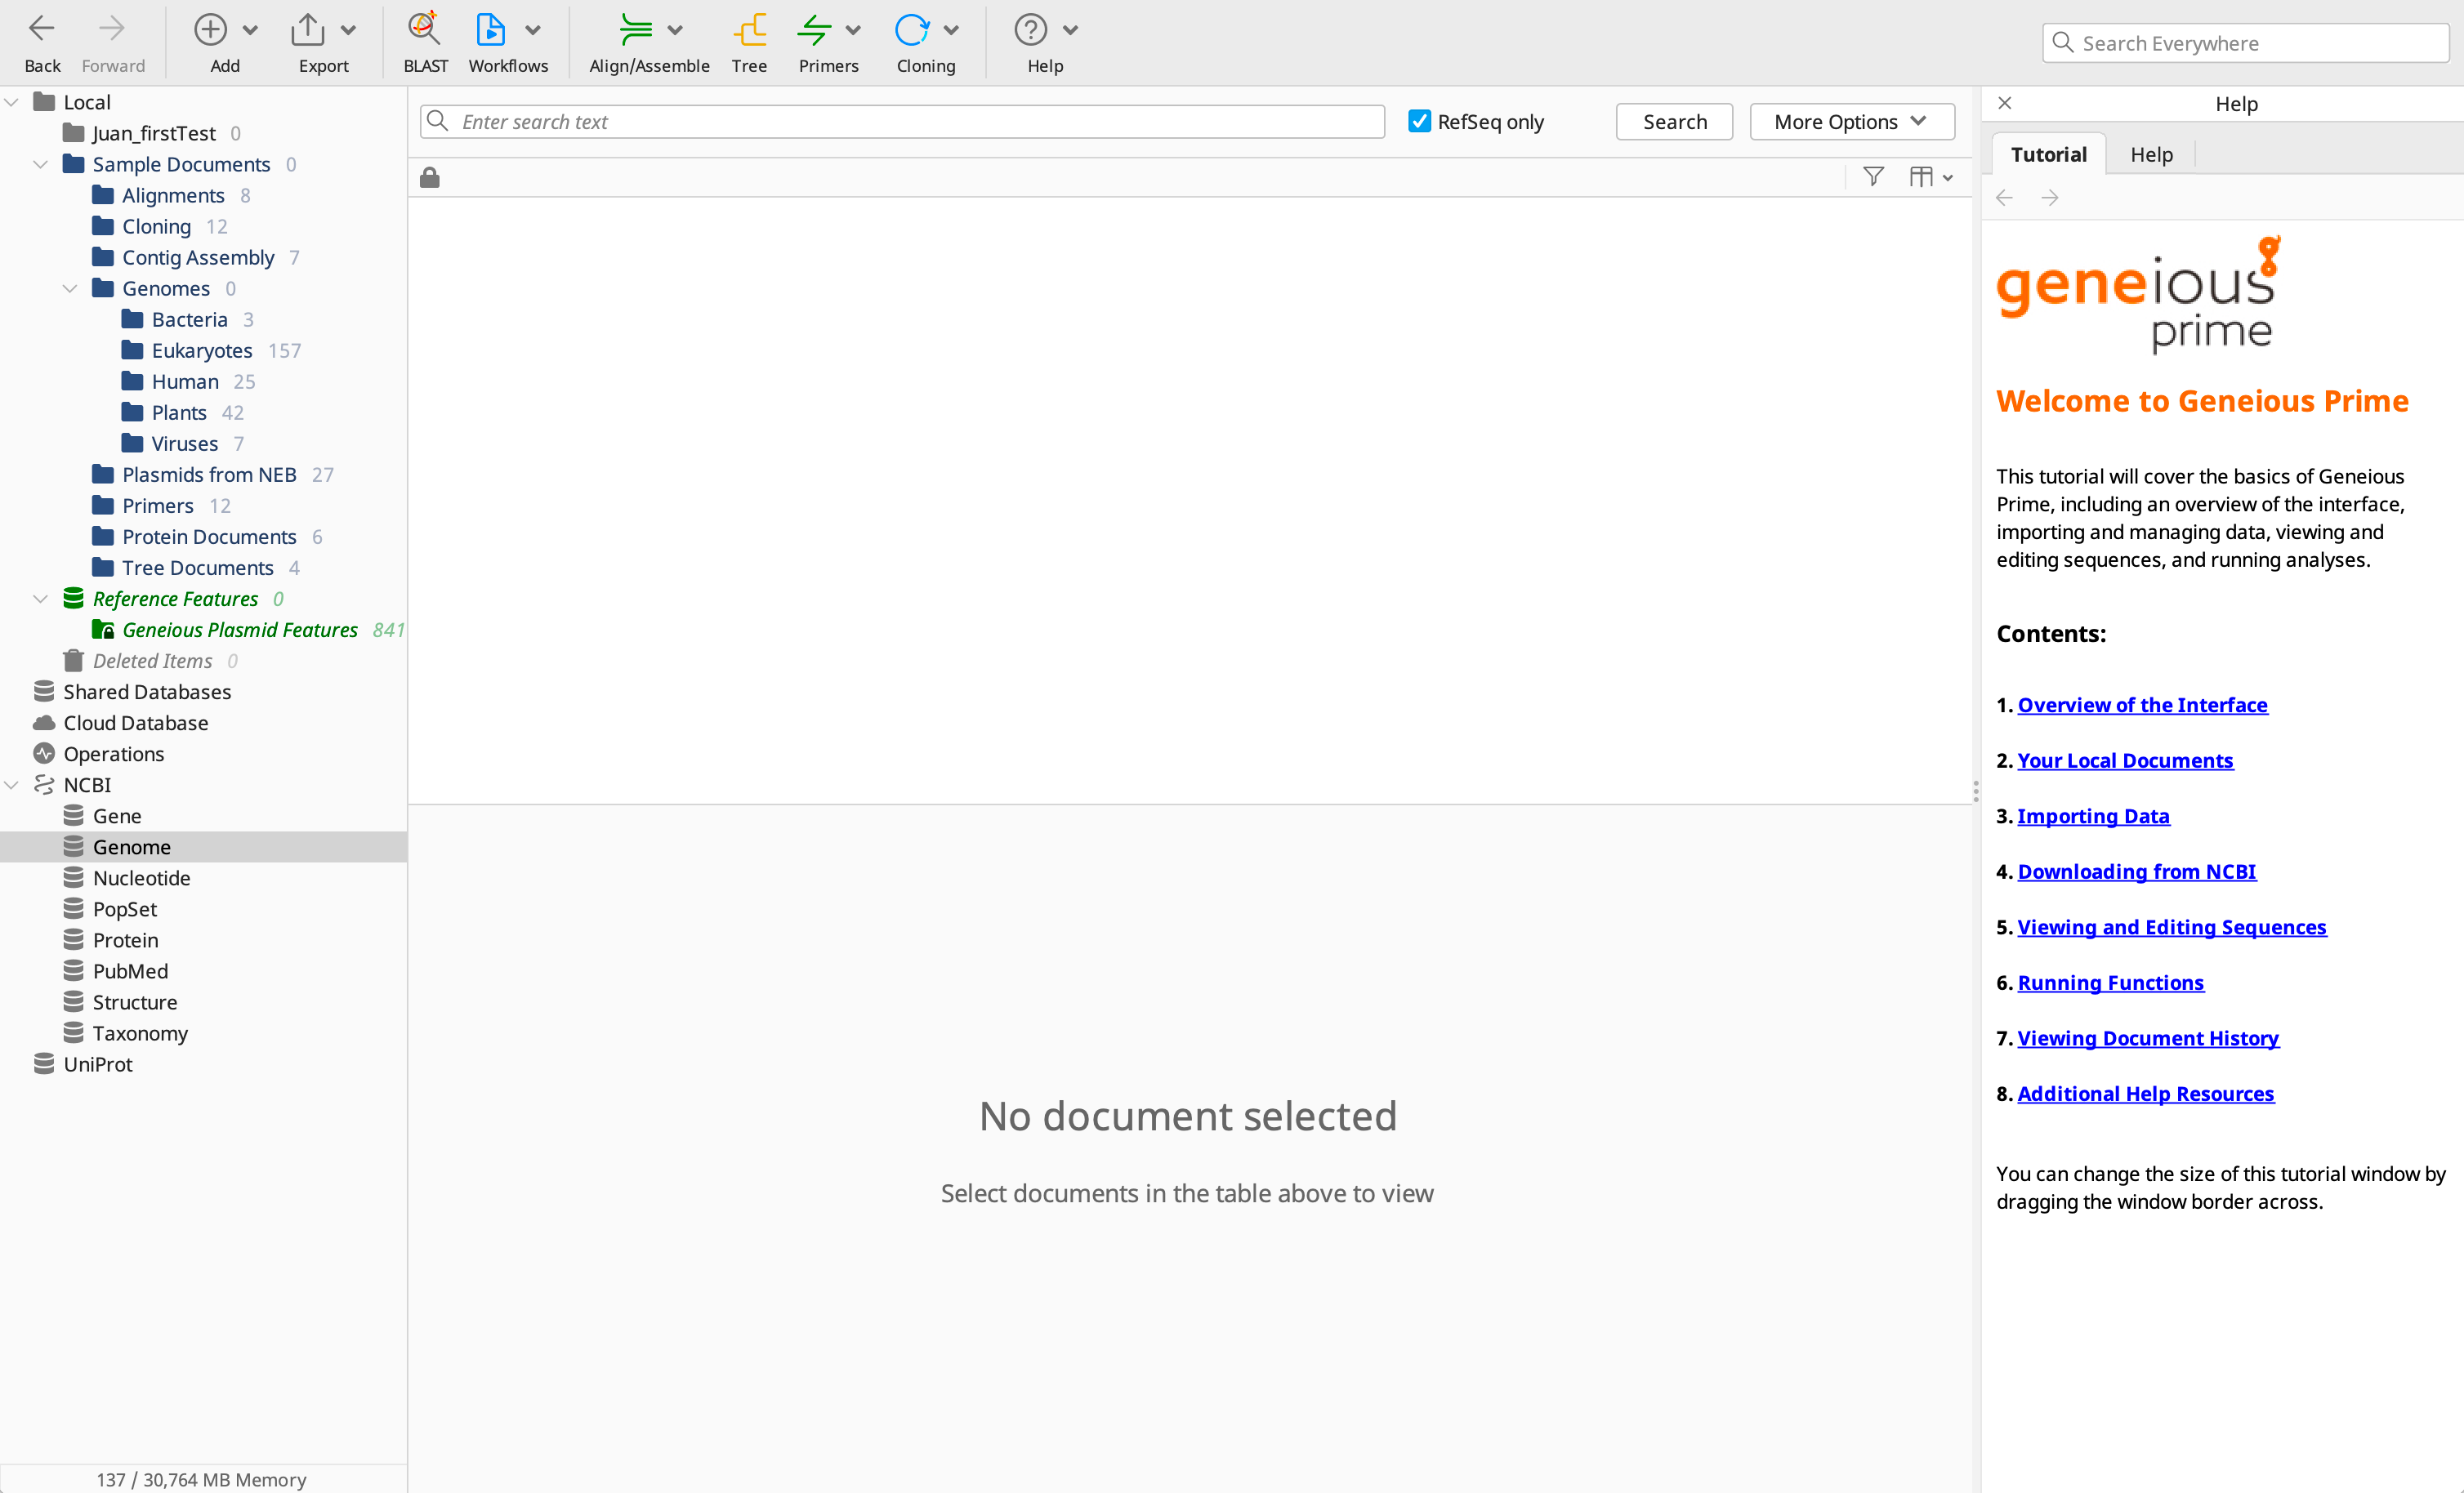 Back
Forward
Add
Export
BLAST
Workflows
Align/Assemble
Tree
Primers
Cloning
Help
Search Everywhere
Local
Juan_firstTest 0
Sample Documents 0
Alignments 8
Cloning 12
Contig Assembly 7
Genomes 0
Bacteria 3
Eukaryotes 157
Human 25
Plants 42
Viruses 7
Plasmids from NEB 27
Primers 12
Protein Documents 6
Tree Documents 4
Reference Features 0
Geneious Plasmid Features 841
Deleted Items 0
Shared Databases
Cloud Database
Operations
NCBI
Gene
Genome
Nucleotide
PopSet
Protein
PubMed
Structure
Taxonomy
UniProt
137 / 30,764 MB Memory
Enter search text
RefSeq only
Search
More Options
No document selected
Select documents in the table above to view
Help
Tutorial
Help
geneious
prime
Welcome to Geneious Prime
This tutorial will cover the basics of Geneious
Prime, including an overview of the interface,
importing and managing data, viewing and
editing sequences, and running analyses.
Contents:
1. Overview of the Interface
2. Your Local Documents
3. Importing Data
4. Downloading from NCBI
5. Viewing and Editing Sequences
6. Running Functions
7. Viewing Document History
8. Additional Help Resources
You can change the size of this tutorial window by
dragging the window border across.